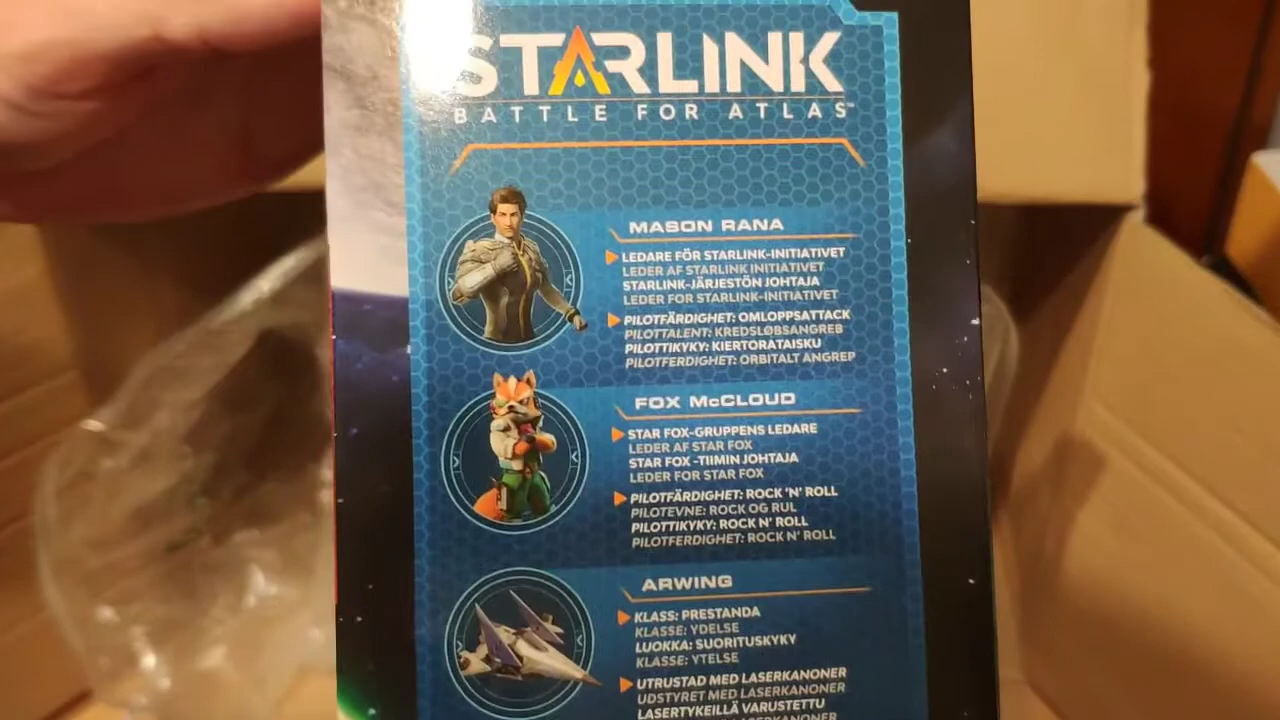 STARLINK
BATTLE FOR ATLAS™
MASON RANA
LEDARE FÖR STARLINK-INITIATIVET
LEDER AF STARLINK INITIATIVET
STARLINK-JÄRJESTÖN JOHTAJA
LEDER FOR STARLINK-INITIATIVET
PILOTFÄRDIGHET: OMLOPPSATTACK
PILOTTALENT: KREDSLØBSANGREB
PILOTTIKYKY: KIERTORATAISKU
PILOTFERDIGHET: ORBITALT ANGREP
FOX McCLOUD
STAR FOX-GRUPPENS LEDARE
LEDER AF STAR FOX
STAR FOX -TIIMIN JOHTAJA
LEDER FOR STAR FOX
PILOTFÄRDIGHET: ROCK 'N' ROLL
PILOTEVNE: ROCK OG RUL
PILOTTIKYKY: ROCK N' ROLL
PILOTFERDIGHET: ROCK N' ROLL
ARWING
KLASS: PRESTANDA
KLASSE: YDELSE
LUOKKA: SUORITUSKYKY
KLASSE: YTELSE
UTRUSTAD MED LASERKANONER
UDSTYRET MED LASERKANONER
LASERTYKEILLÄ VARUSTETTU
LASERKANONER